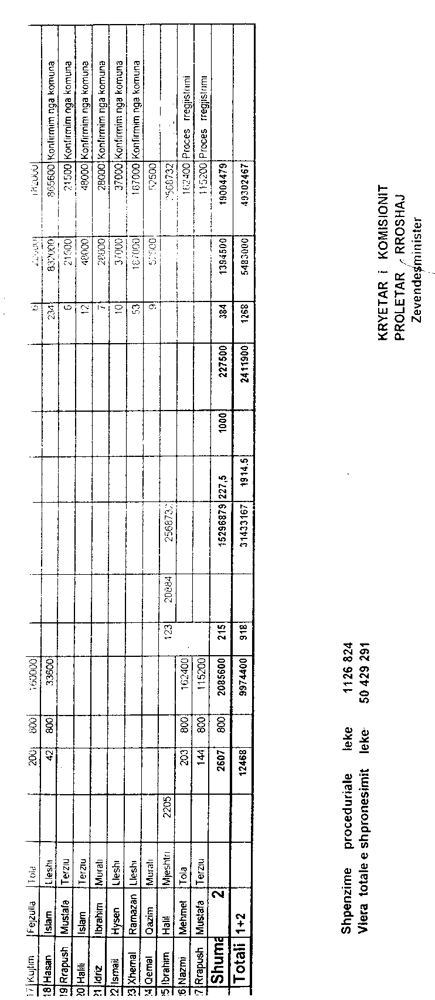 17 Kujtim Fejzulla Tola 200 800 160000 6 182000
18 Hasan Islam Lleshi 42 800 33600 234 832000 865600 Konfirmim nga komuna
19 Rrapush Mustafa Terziu 6 21500 21500 Konfirmim nga komuna
20 Halili Islam Terziu 12 48000 48000 Konfirmim nga komuna
21 Idriz Ibrahim Murati 7 28000 28000 Konfirmim nga komuna
22 Ismail Hysen Lleshi 10 37000 37000 Konfirmim nga komuna
23 Xhemal Ramazan Lleshi 53 187000 187000 Konfirmim nga komuna
24 Qemal Qazim Murati 9 52500
25 Ibrahim Halil Mjeshtri 2205 123 20884 2568732 2568732
26 Nazmi Mehmet Tola 203 800 162400 162400 Proces rregjistrimi
27 Rrapush Mustafa Terziu 144 800 115200 115200 Proces rregjistrimi
Shuma 2 2607 800 2085600 215 15296879 227,5 1000 227500 384 1394500 19004479
Totali 1+2 12468 9974400 918 31433167 1914.5 2411900 1268 5483000 49302467
Shpenzime proceduriale leke 1126 824
Vlera totale e shpronesimit leke 50 429 291
KRYETAR i KOMISIONIT
PROLETAR RROSHAJ
Zevendesminister